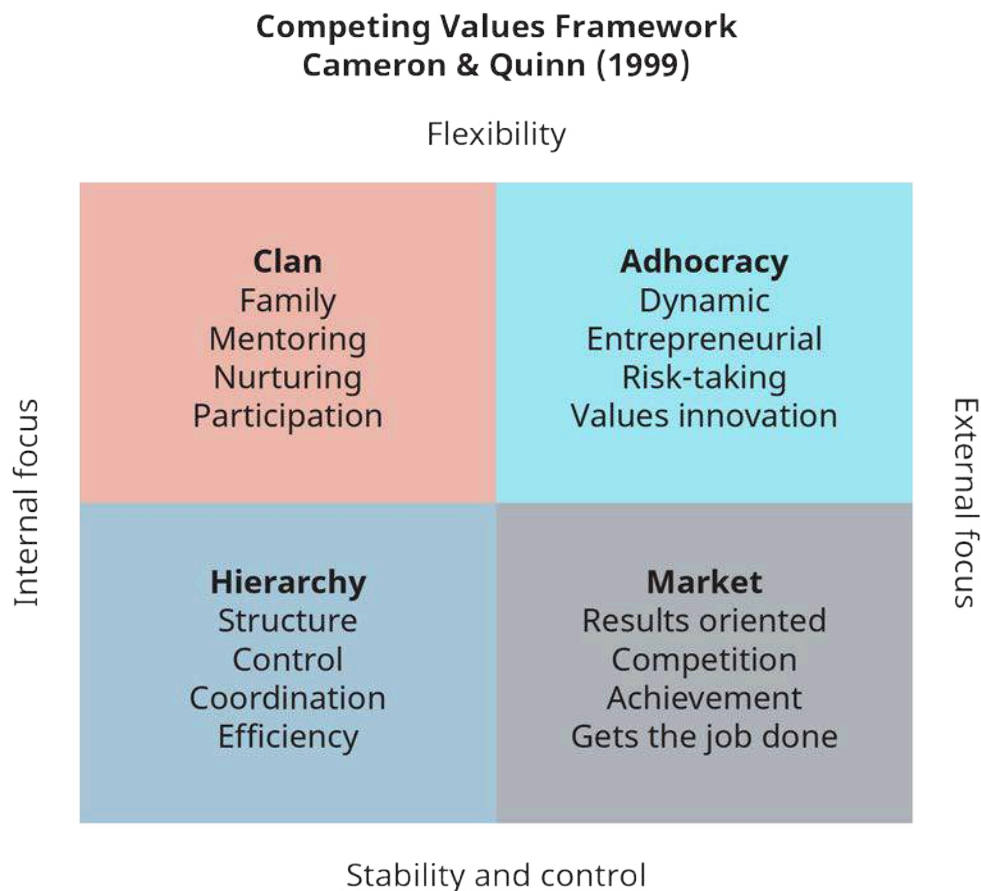 Competing Values Framework
Cameron & Quinn (1999)
Flexibility
Clan
Family
Mentoring
Nurturing
Participation
Adhocracy
Dynamic
Entrepreneurial
Risk-taking
Values innovation
Internal focus
External focus
Hierarchy
Structure
Control
Coordination
Efficiency
Market
Results oriented
Competition
Achievement
Gets the job done
Stability and control